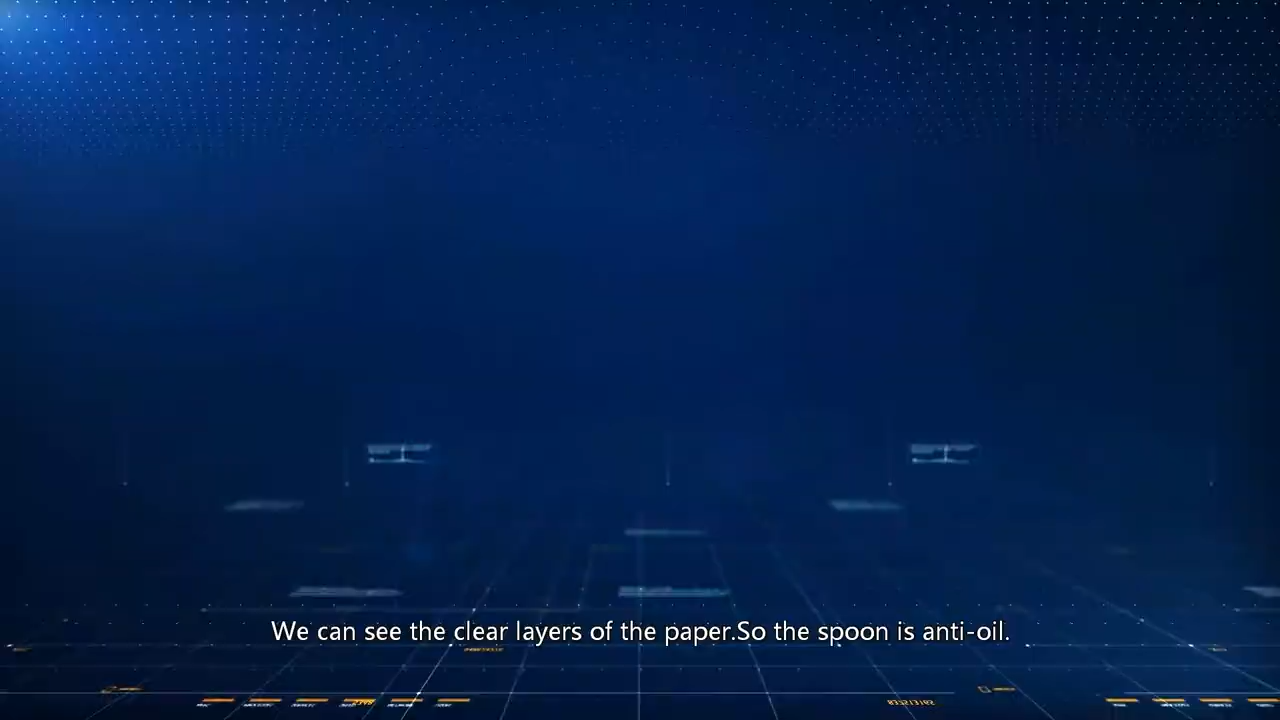 We can see the clear layers of the paper.So the spoon is anti-oil.